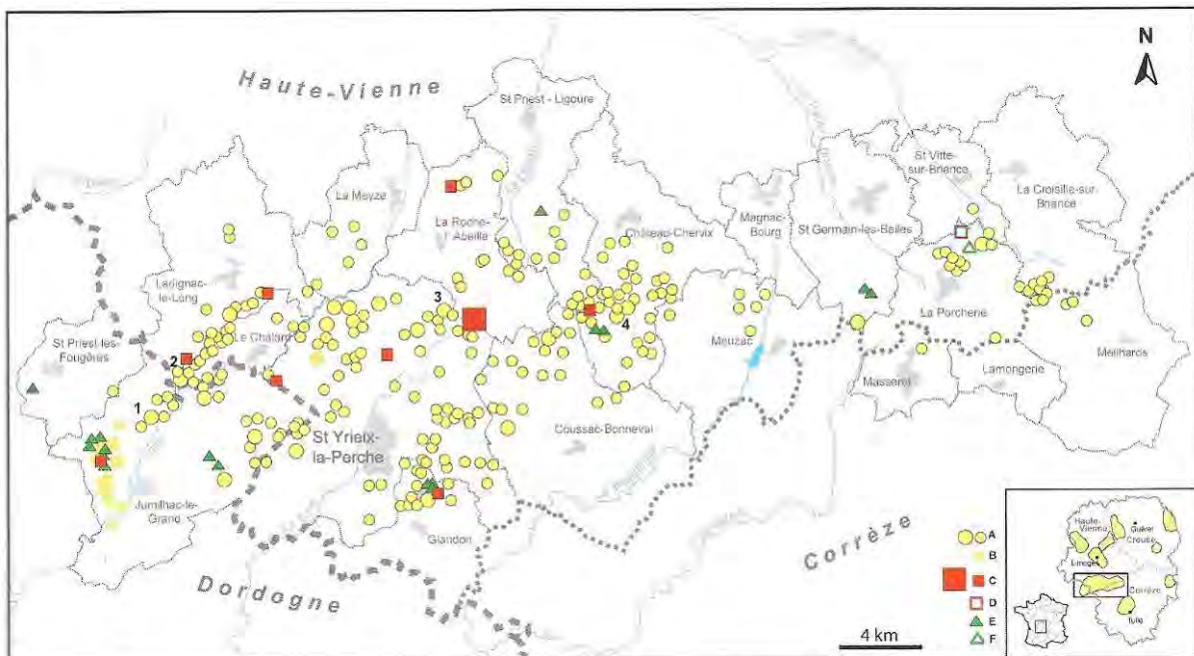 N
Haute-Vienne
St Priest - Ligoure
St Vitte-
sur-Briance
La Meyze
La Croisille-sur-
Briance
Magnac-
Bourg
La Roche-
l'Abeille
Château-Chervix
St Germain-les-Belles
Ladignac-
le-Long
3
La Porcherie
4
Le Chalard
St Priest-les-
Fougères
Meuzac
2
Meilhards
Masseret
Lamongerie
1
St Yrieix-
la-Perche
Coussac-Bonneval
Jumilhac-le-
Grand
Glandon
Corrèze
Dordogne
A
B
C
D
E
F
4 km
Haute-
Vienne
Guéret
Creuse
Limoges
Corrèze
Tulle